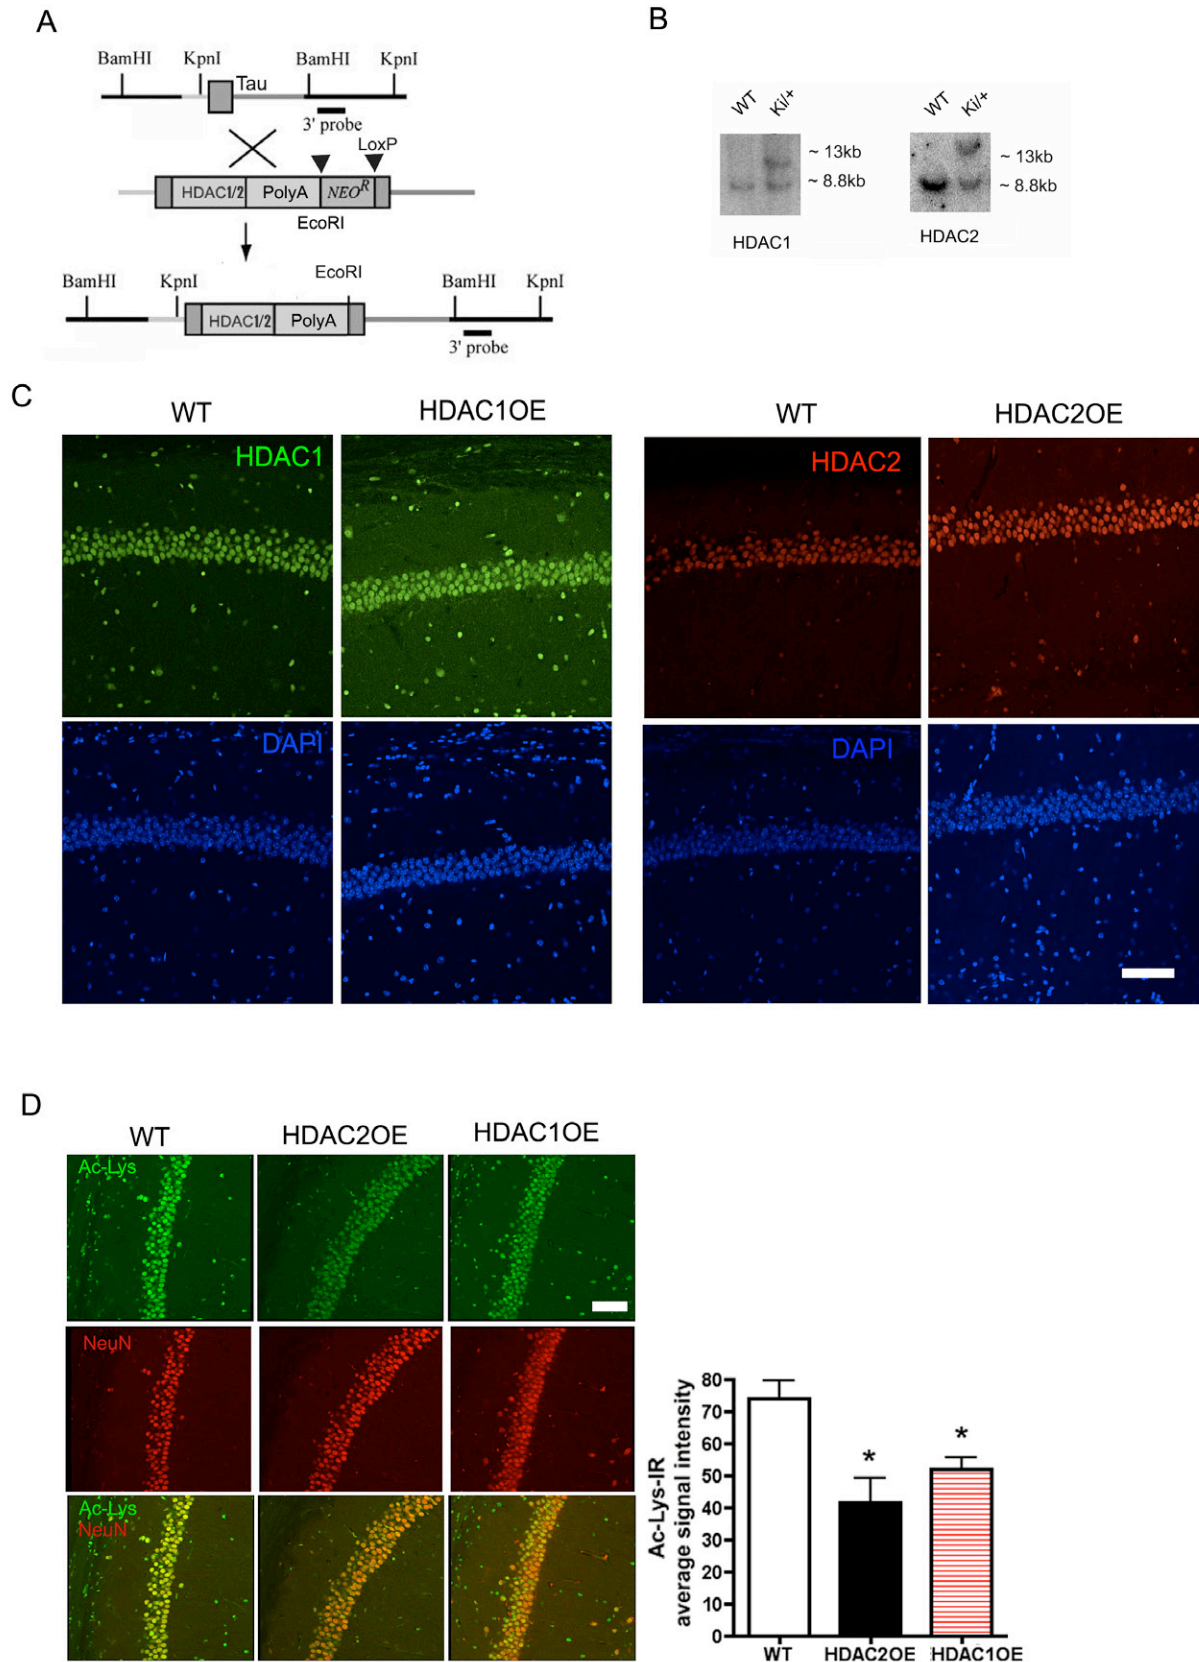 A
BamHI KpnI BamHI KpnI
Tau
3' probe
LoxP
HDAC1/2 PolyA NEO^R
EcoRI
EcoRI
BamHI KpnI BamHI KpnI
HDAC1/2 PolyA
3' probe
B
WT Ki/+
~ 13kb
~ 8.8kb
HDAC1
WT Ki/+
~ 13kb
~ 8.8kb
HDAC2
C
WT HDAC1OE WT HDAC2OE
HDAC1 HDAC2
DAPI DAPI
D
WT HDAC2OE HDAC1OE
Ac-Lys
NeuN
Ac-Lys
NeuN
Ac-Lys-IR
average signal intensity
80
70
60
50
40
30
20
10
0
* *
WT HDAC2OE HDAC1OE